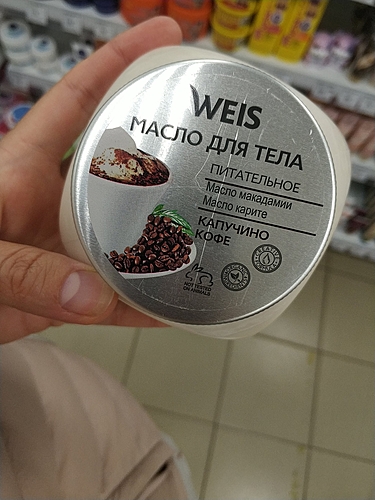 WEIS
МАСЛО ДЛЯ ТЕЛА
ПИТАТЕЛЬНОЕ
Масло макадамии
Масло карите
КАПУЧИНО
КОФЕ
NOT TESTED
ON ANIMALS